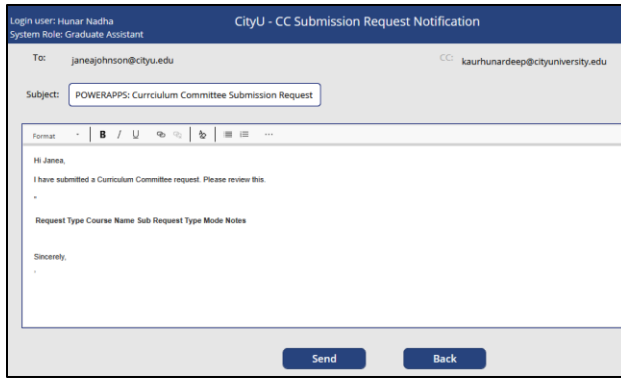 Login user: Hunar Nadha
CityU - CC Submission Request Notification
System Role: Graduate Assistant
To: janeajohnson@cityu.edu
CC: kaurhunardeep@cityuniversity.edu
Subject: POWERAPPS: Currciulum Committee Submission Request
Format B I U
Hi Janea,
I have submitted a Curriculum Committee request. Please review this.
"
Request Type Course Name Sub Request Type Mode Notes
Sincerely,
'
Send Back